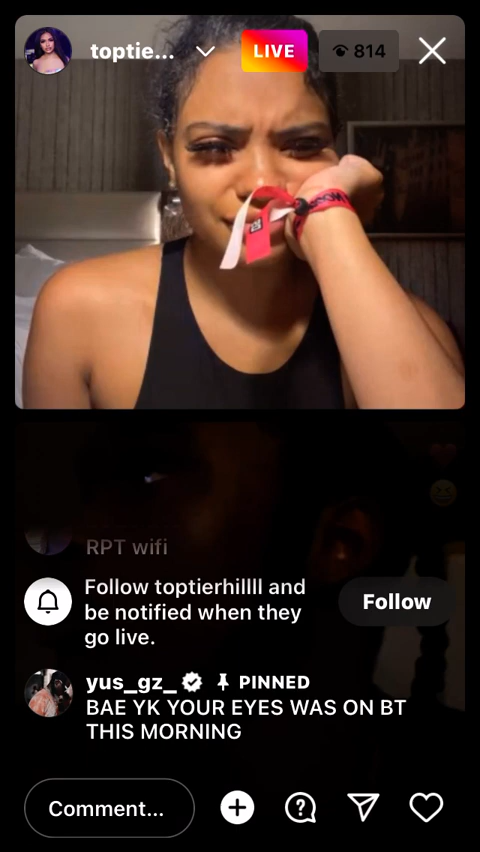 toptie...
LIVE
814
RPT wifi
Follow toptierhillll and
be notified when they
go live.
Follow
yus_gz_ PINNED
BAE YK YOUR EYES WAS ON BT
THIS MORNING
Comment...